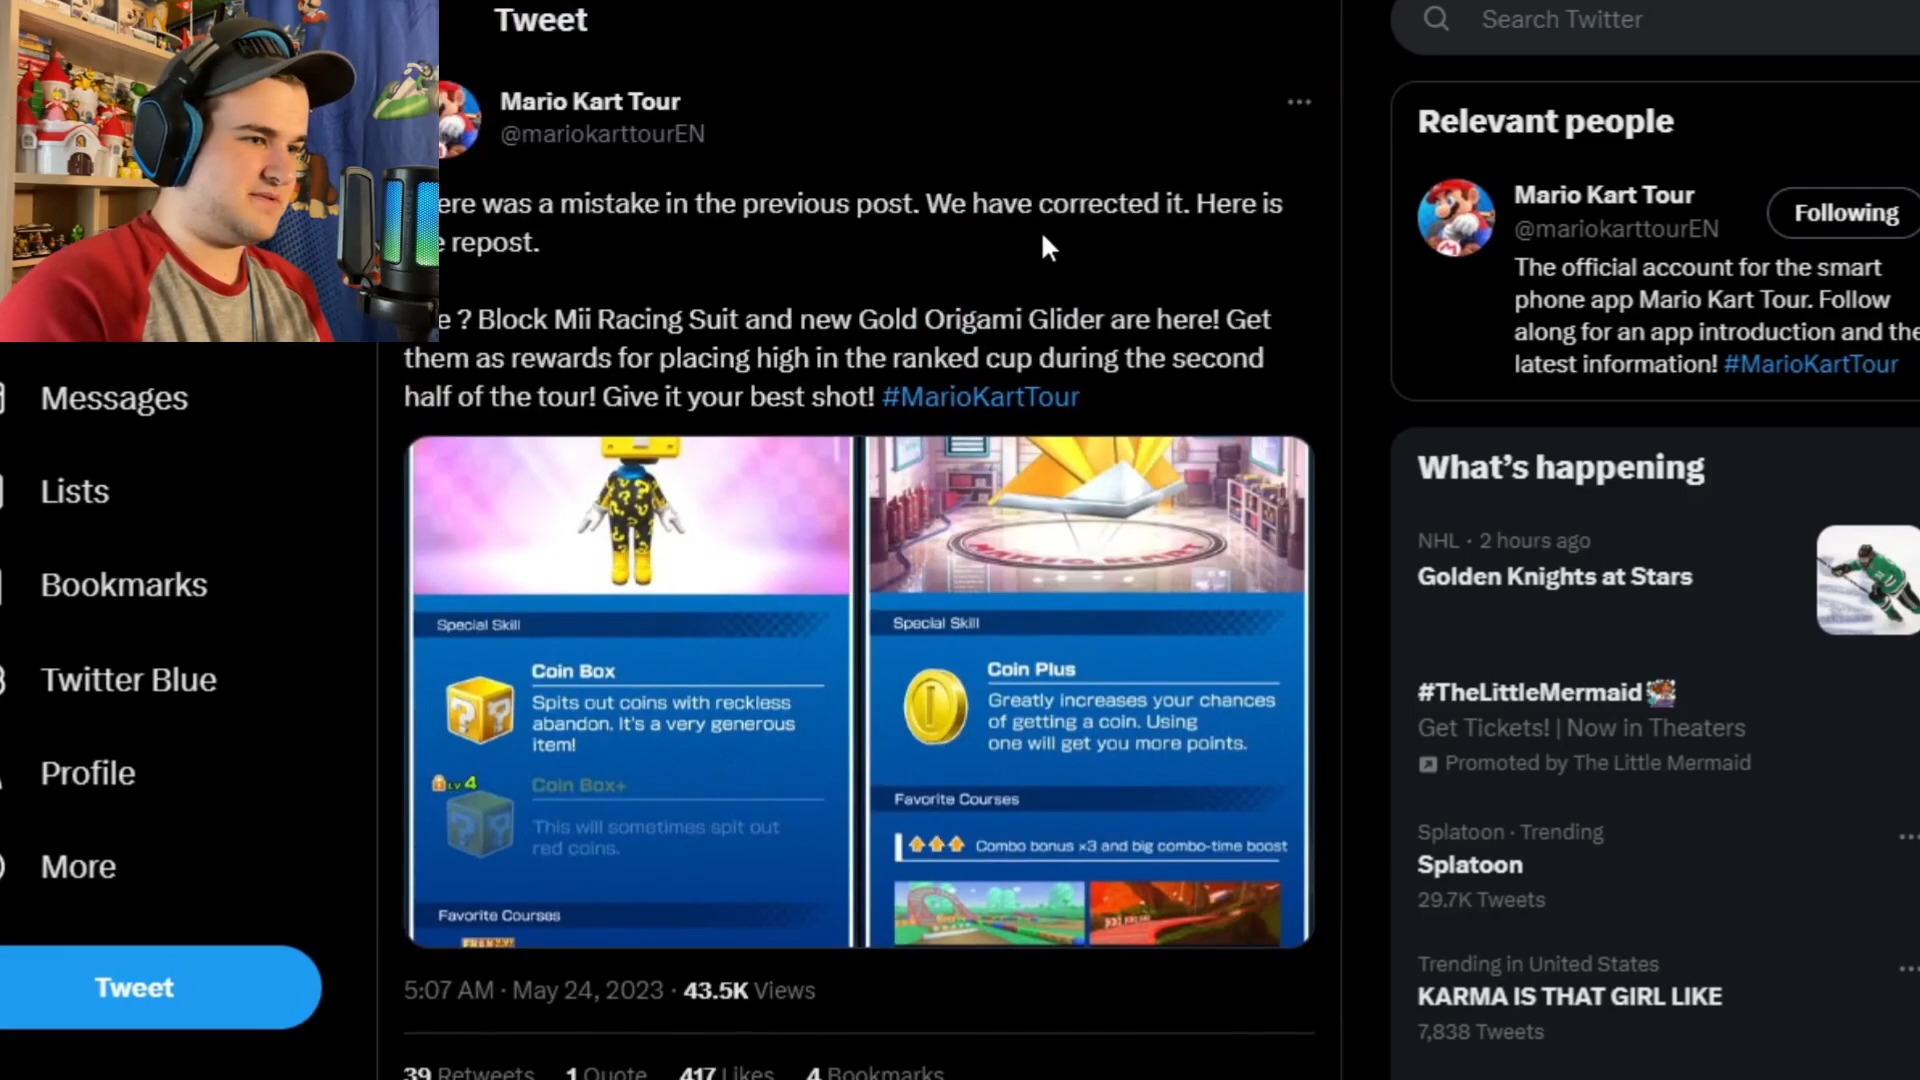 Tweet
Mario Kart Tour
@mariokarttourEN
ere was a mistake in the previous post. We have corrected it. Here is
e repost.
e ? Block Mii Racing Suit and new Gold Origami Glider are here! Get
them as rewards for placing high in the ranked cup during the second
half of the tour! Give it your best shot! #MarioKartTour
Special Skill
Coin Box
Spits out coins with reckless
abandon. It's a very generous
item!
LV 4
Coin Box+
This will sometimes spit out
red coins.
Favorite Courses
Special Skill
Coin Plus
Greatly increases your chances
of getting a coin. Using
one will get you more points.
Favorite Courses
Combo bonus ×3 and big combo-time boost
5:07 AM · May 24, 2023 · 43.5K Views
39 Retweets 1 Quote 417 Likes 4 Bookmarks
Messages
Lists
Bookmarks
Twitter Blue
Profile
More
Tweet
Search Twitter
Relevant people
Mario Kart Tour
@mariokarttourEN
Following
The official account for the smart
phone app Mario Kart Tour. Follow
along for an app introduction and the
latest information! #MarioKartTour
What's happening
NHL · 2 hours ago
Golden Knights at Stars
#TheLittleMermaid
Get Tickets! | Now in Theaters
Promoted by The Little Mermaid
Splatoon · Trending
Splatoon
29.7K Tweets
Trending in United States
KARMA IS THAT GIRL LIKE
7,838 Tweets